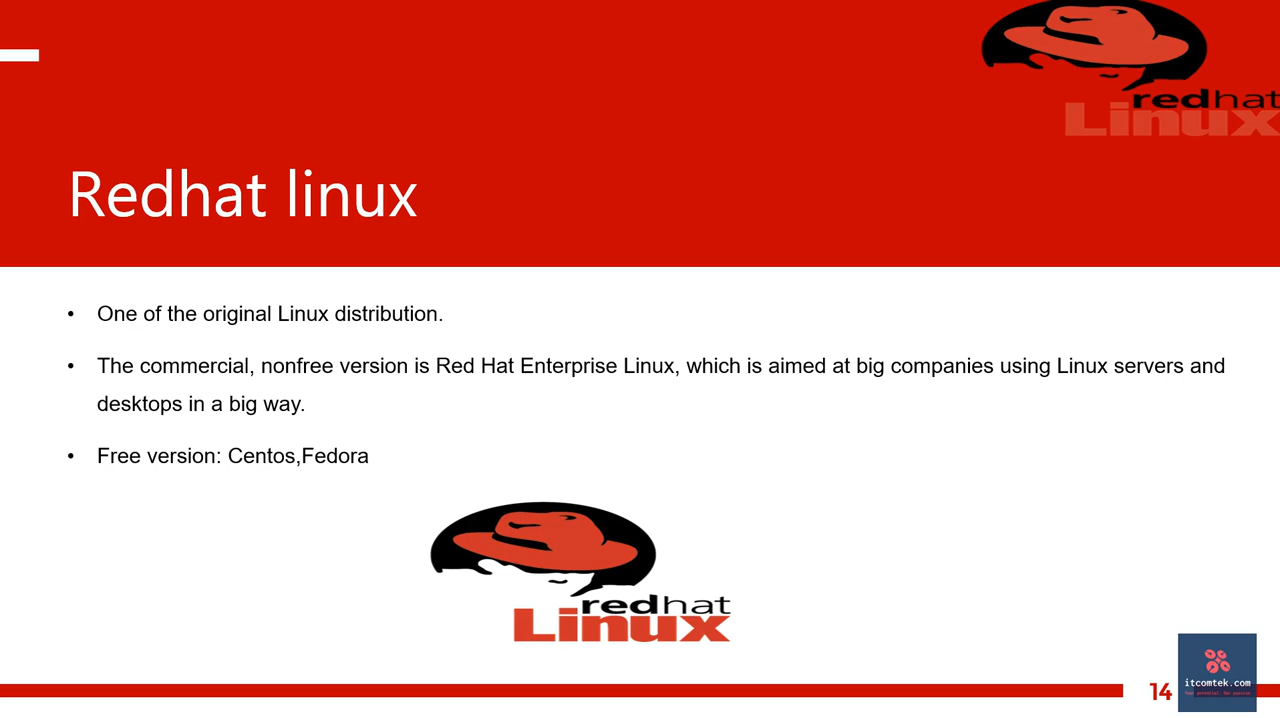 redhat
Linux
Redhat linux
• One of the original Linux distribution.
• The commercial, nonfree version is Red Hat Enterprise Linux, which is aimed at big companies using Linux servers and
desktops in a big way.
• Free version: Centos,Fedora
redhat
Linux
14
itcomtek.com